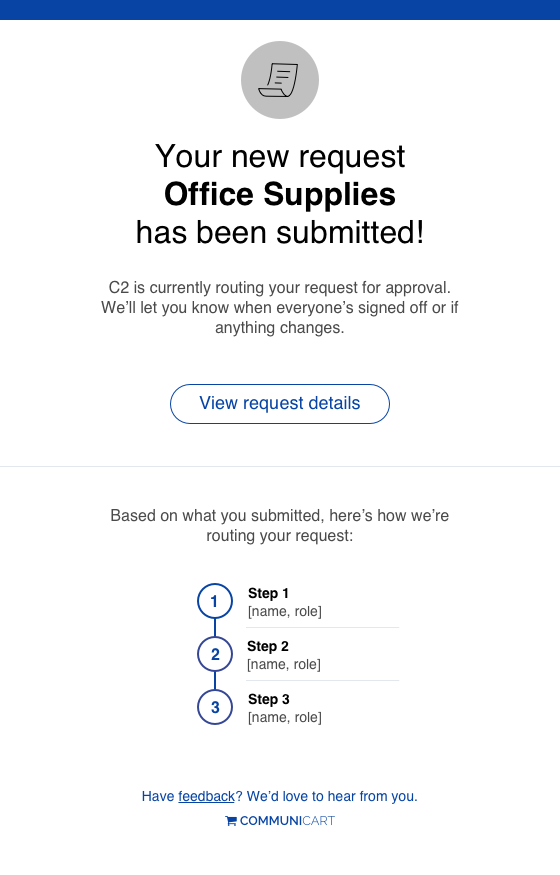 Your new request
Office Supplies
has been submitted!
C2 is currently routing your request for approval.
We’ll let you know when everyone’s signed off or if
anything changes.
View request details
Based on what you submitted, here’s how we’re
routing your request:
1
Step 1
[name, role]
2
Step 2
[name, role]
3
Step 3
[name, role]
Have feedback? We’d love to hear from you.
COMMUNICART